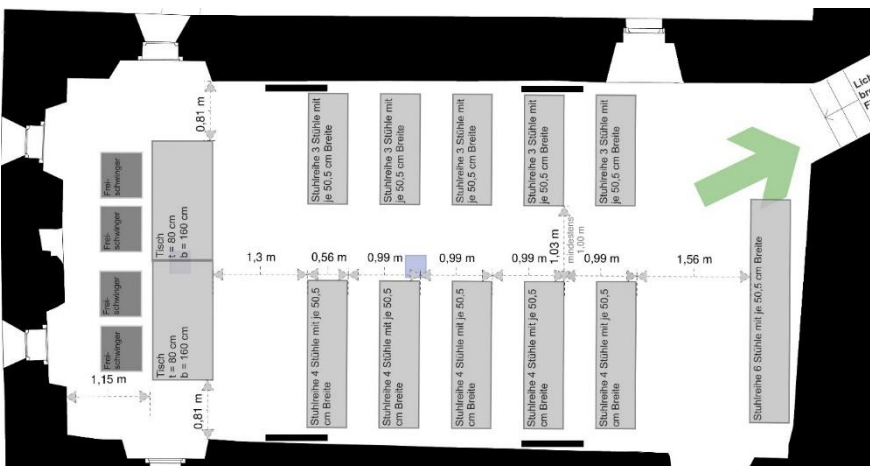 Lich
0,81 m
Stuhlreihe 3 Stühle mit
je 50,5 cm Breite
Stuhlreihe 3 Stühle mit
je 50,5 cm Breite
Stuhlreihe 3 Stühle mit
je 50,5 cm Breite
Stuhlreihe 3 Stühle mit
je 50,5 cm Breite
Stuhlreihe 3 Stühle mit
je 50,5 cm Breite
Frei-
schwinger
Frei-
schwinger
Frei-
schwinger
Frei-
schwinger
Tisch
t = 80 cm
b = 160 cm
Tisch
t = 80 cm
b = 160 cm
1,3 m
0,56 m
0,99 m
0,99 m
0,99 m
0,99 m
1,56 m
1,03 m
mindestens
1,00 m
Stuhlreihe 4 Stühle mit je 50,5
cm Breite
Stuhlreihe 4 Stühle mit je 50,5
cm Breite
Stuhlreihe 4 Stühle mit je 50,5
cm Breite
Stuhlreihe 4 Stühle mit je 50,5
cm Breite
Stuhlreihe 4 Stühle mit je 50,5
cm Breite
Stuhlreihe 6 Stühle mit je 50,5 cm Breite
1,15 m
0,81 m